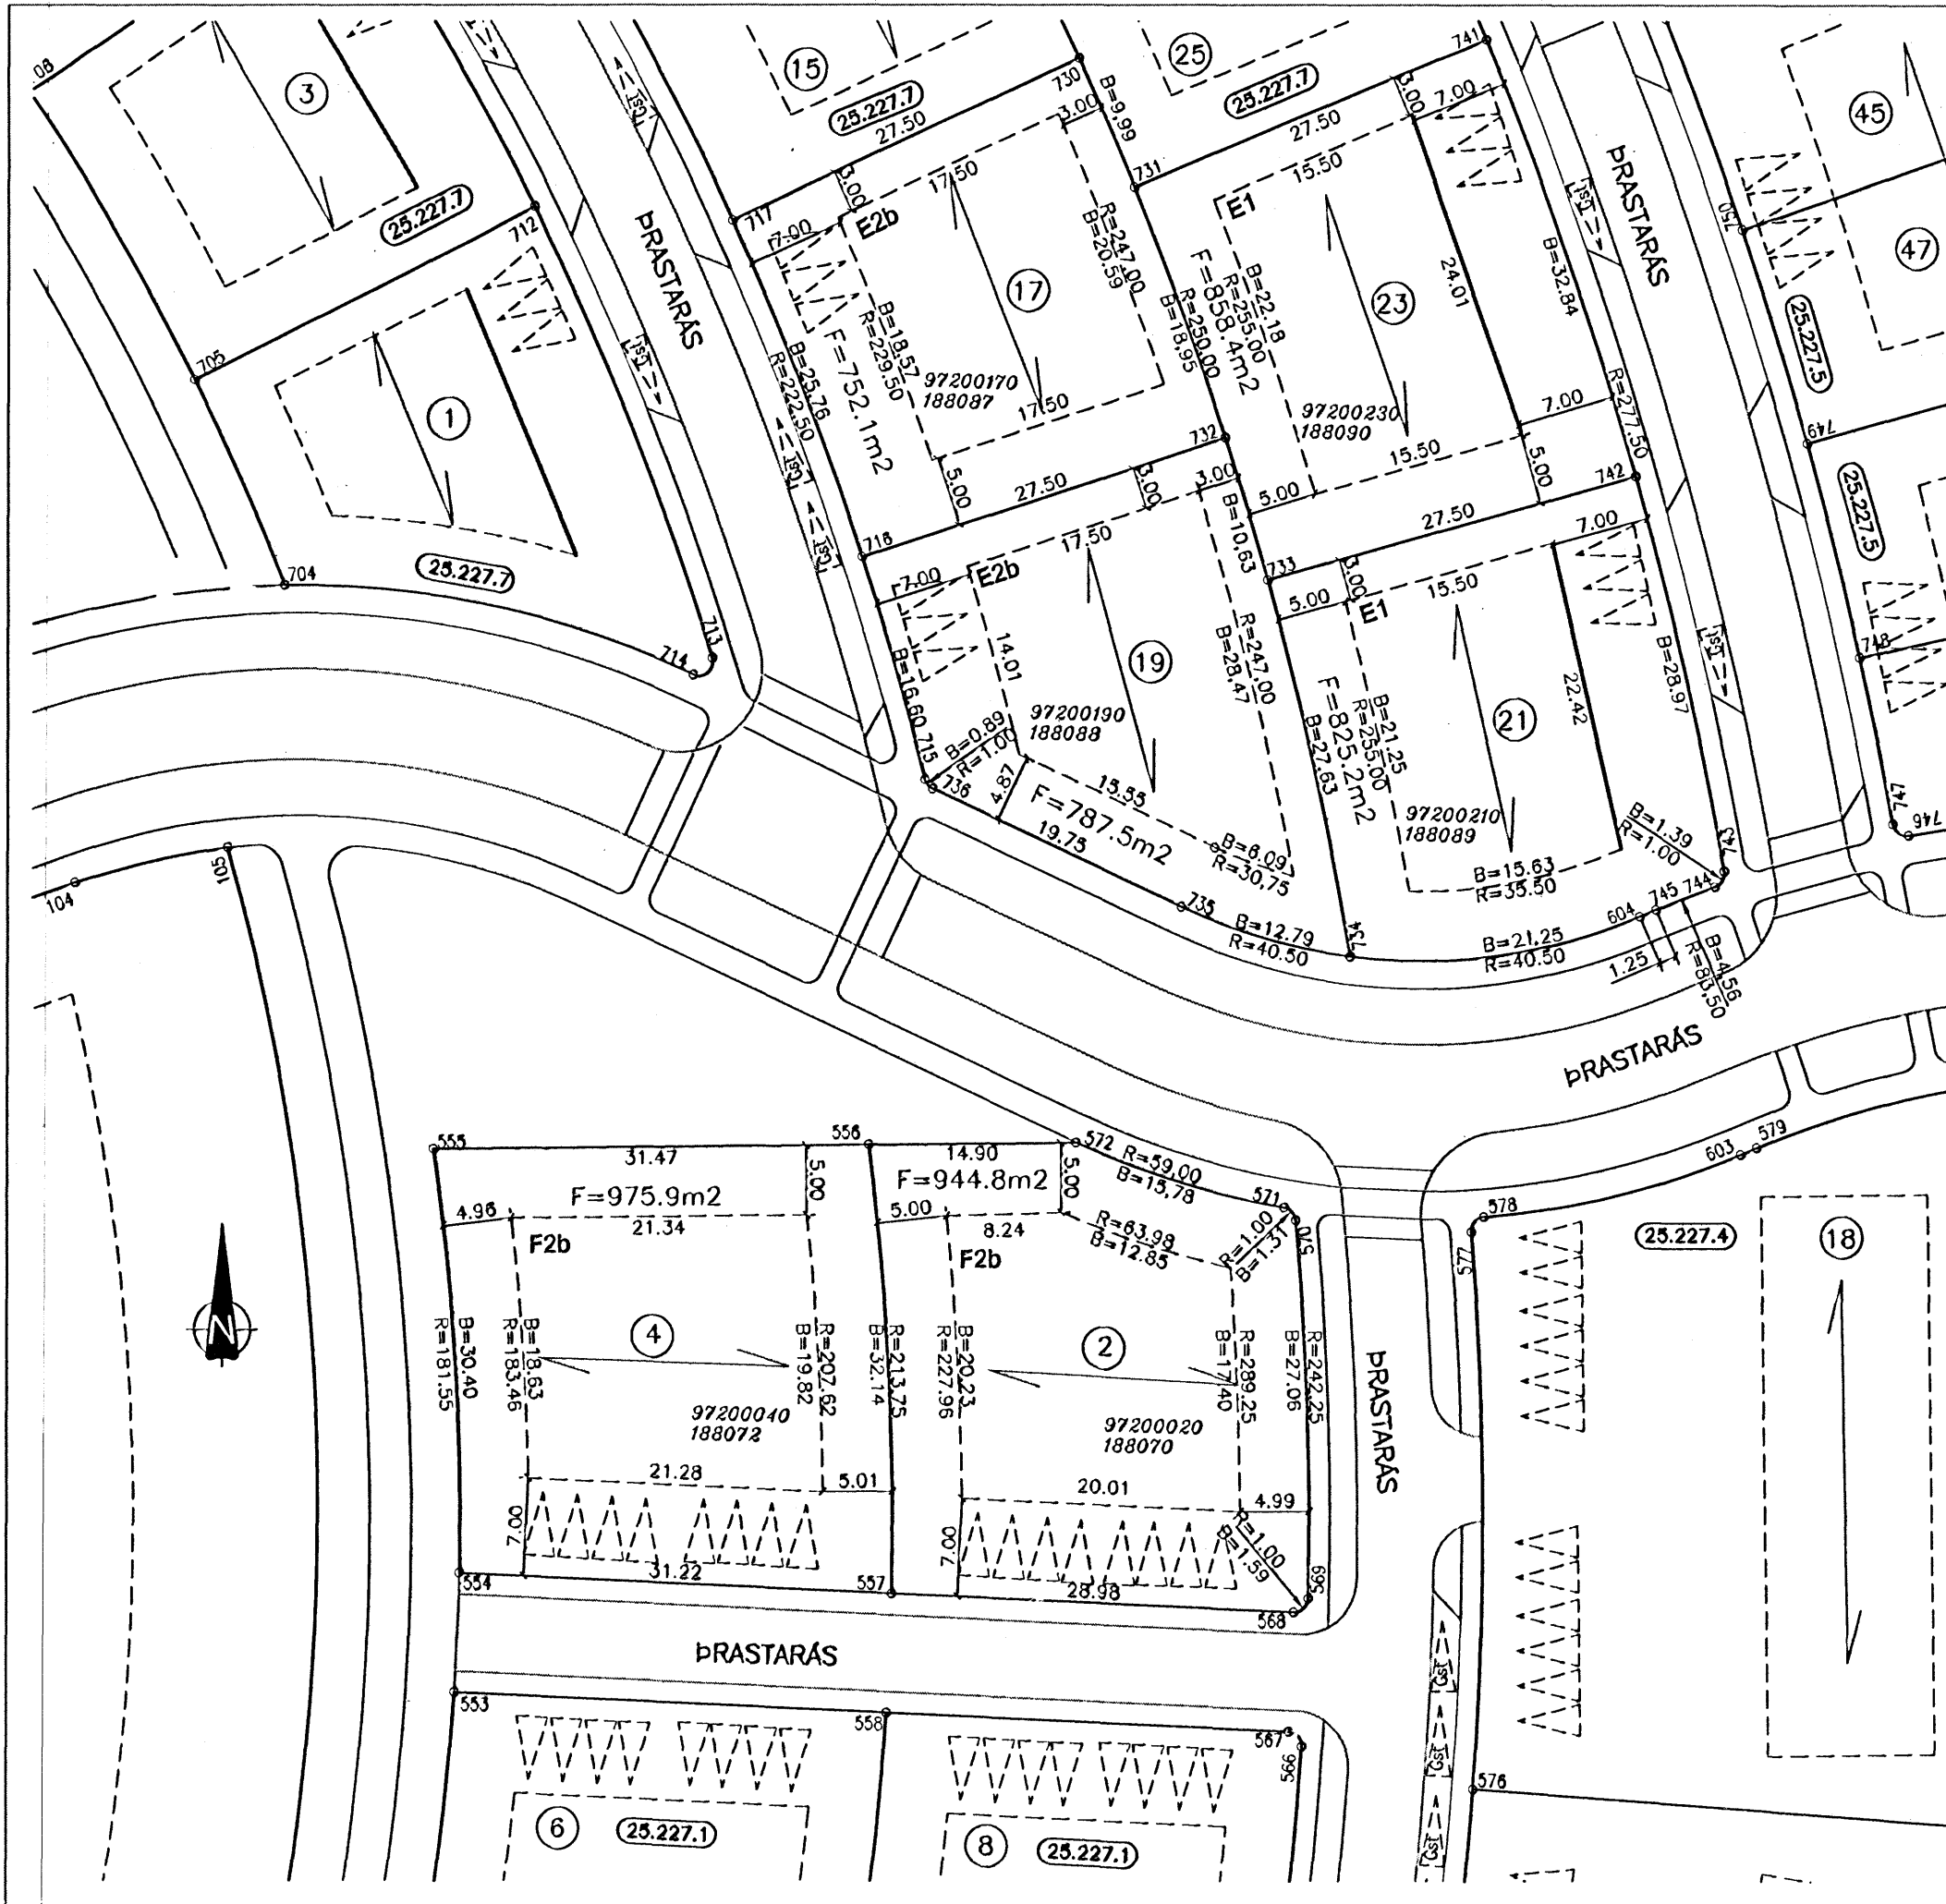 08
3
15
25
741
45
730
25.227.7
27.50
3.00
B=9,99
25.227.7
27.50
3.00
7.00
717
712
25.227.7
ÞRASTARÁS
3.00
17.50
E2b
7.00
731
E1
15.50
ÞRASTARÁS
750
47
25.227.5
17
R=247,00
B=20,59
B=18,57
R=229.50
B=25,76
R=222,50
F=752.1m2
97200170
188087
17.50
23
B=22,18
R=255.00
F=858.4m2
R=250.00
B=18,95
24.01
B=32.84
R=277.50
97200230
188090
15.50
7.00
705
1
704
25.227.7
749
25.227.5
732
5.00
27.50
3.00
3.00
5.00
5.00
742
27.50
7.00
716
7.00
E2b
17.50
B=10,63
733
3.00
5.00
E1
15.50
713
714
14.01
19
R=247.00
B=28,47
B=16.60
715
B=0.89
R=1.00
97200190
188088
736
4.87
15.55
F=787.5m2
19.75
B=6.09
R=30,75
735
B=12.79
R=40.50
734
21
22.42
B=28.97
B=21.25
R=255.00
F=825.2m2
B=27.63
97200210
188089
B=1.39
R=1.00
B=15.63
R=35.50
743
744
745
604
B=21,25
R=40.50
1.25
B=4,56
R=83,50
748
747
746
105
104
ÞRASTARÁS
555
31.47
556
14.90
572
R=59,00
B=15,78
571
570
F=975.9m2
5.00
F=944.8m2
5.00
4.96
21.34
F2b
5.00
8.24
F2b
R=63,98
B=12.85
R=1.00
B=1.31
603
579
578
577
25.227.4
18
N
4
2
B=30.40
R=181.55
B=18.63
R=183.46
R=207.62
B=19.82
R=213,75
B=32.14
B=20,23
R=227.96
R=289.25
B=17,40
R=242.25
B=27.06
ÞRASTARÁS
97200040
188072
97200020
188070
21.28
5.01
20.01
4.99
7.00
7.00
R=1.00
B=1.59
554
31.22
557
28.98
568
569
ÞRASTARÁS
553
558
567
566
576
6
25.227.1
8
25.227.1